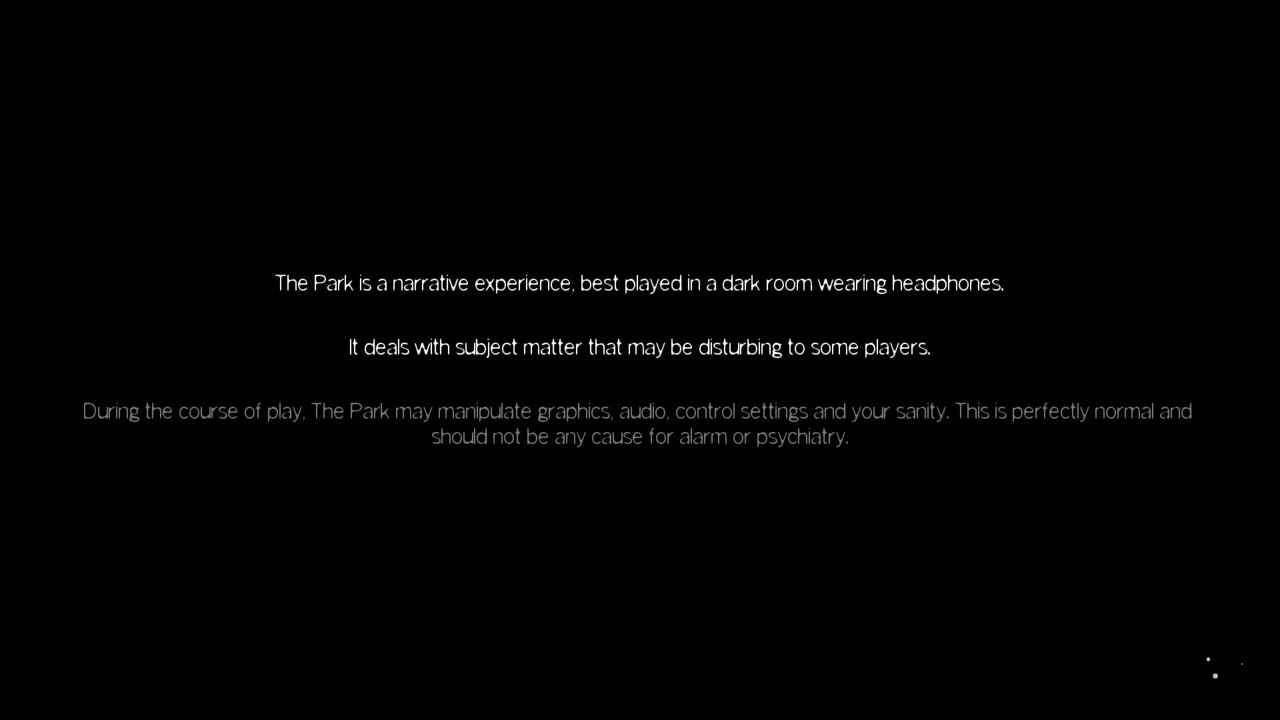 The Park is a narrative experience, best played in a dark room wearing headphones.
It deals with subject matter that may be disturbing to some players.
During the course of play, The Park may manipulate graphics, audio, control settings and your sanity. This is perfectly normal and
should not be any cause for alarm or psychiatry.